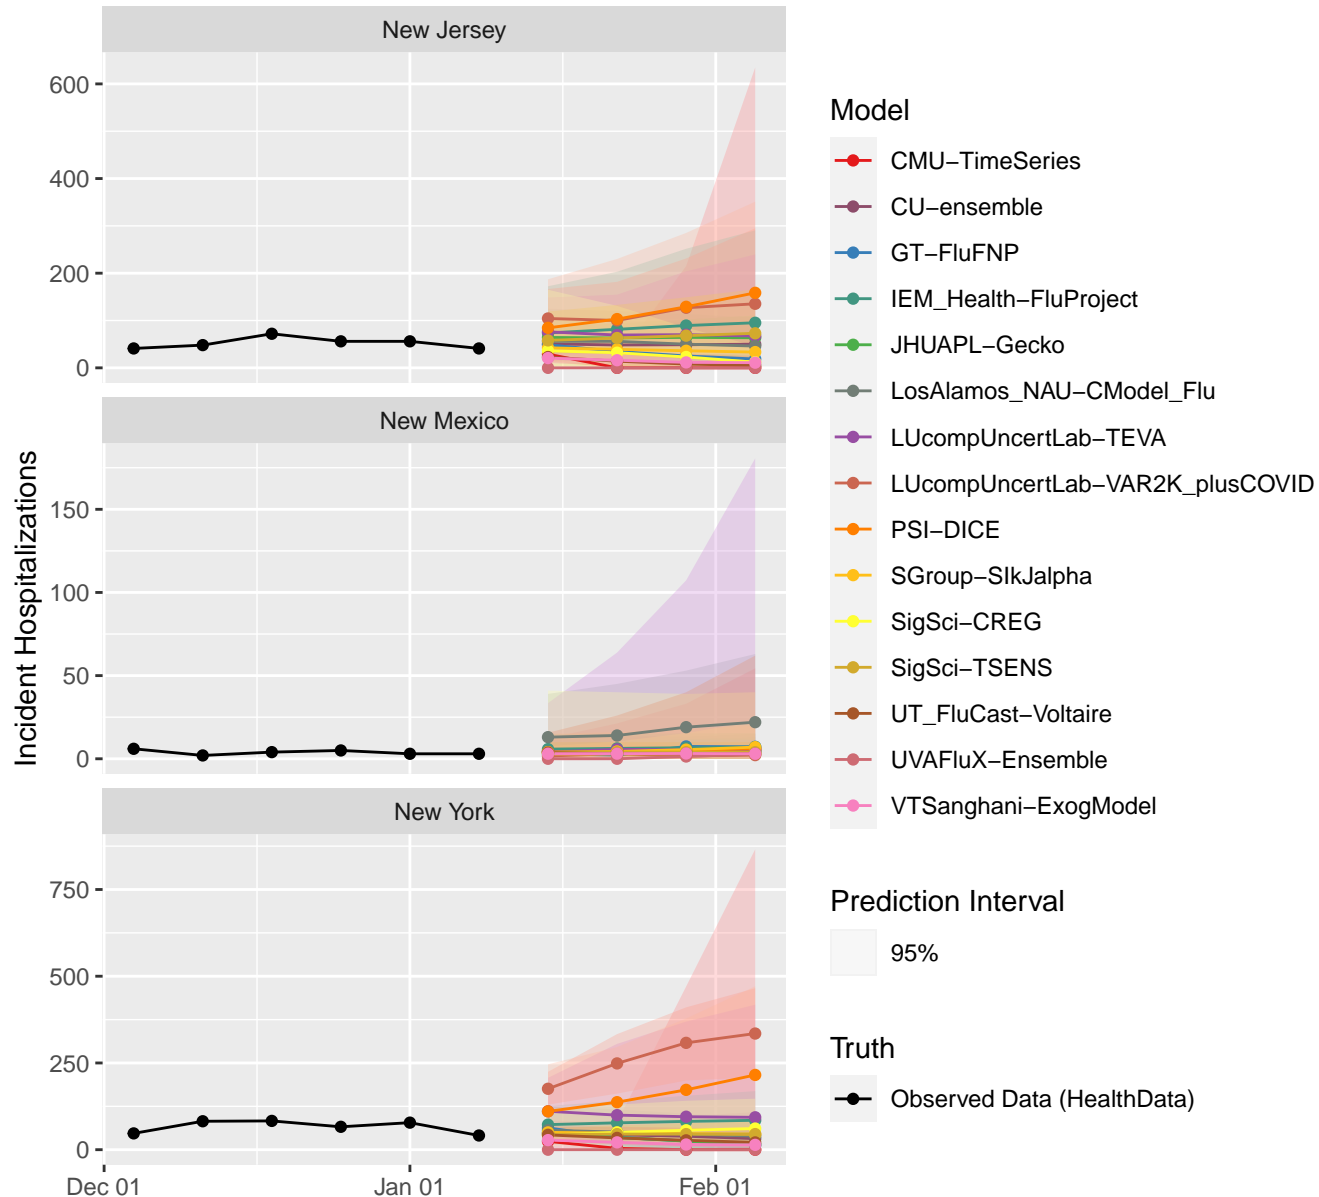 New Jersey
600
400
200
0
New Mexico
150
100
50
0
New York
750
500
250
0
Dec 01
Jan 01
Feb 01
Incident Hospitalizations
Model
CMU−TimeSeries
CU−ensemble
GT−FluFNP
IEM_Health−FluProject
JHUAPL−Gecko
LosAlamos_NAU−CModel_Flu
LUcompUncertLab−TEVA
LUcompUncertLab−VAR2K_plusCOVID
PSI−DICE
SGroup−SIkJalpha
SigSci−CREG
SigSci−TSENS
UT_FluCast−Voltaire
UVAFluX−Ensemble
VTSanghani−ExogModel
Prediction Interval
95%
Truth
Observed Data (HealthData)